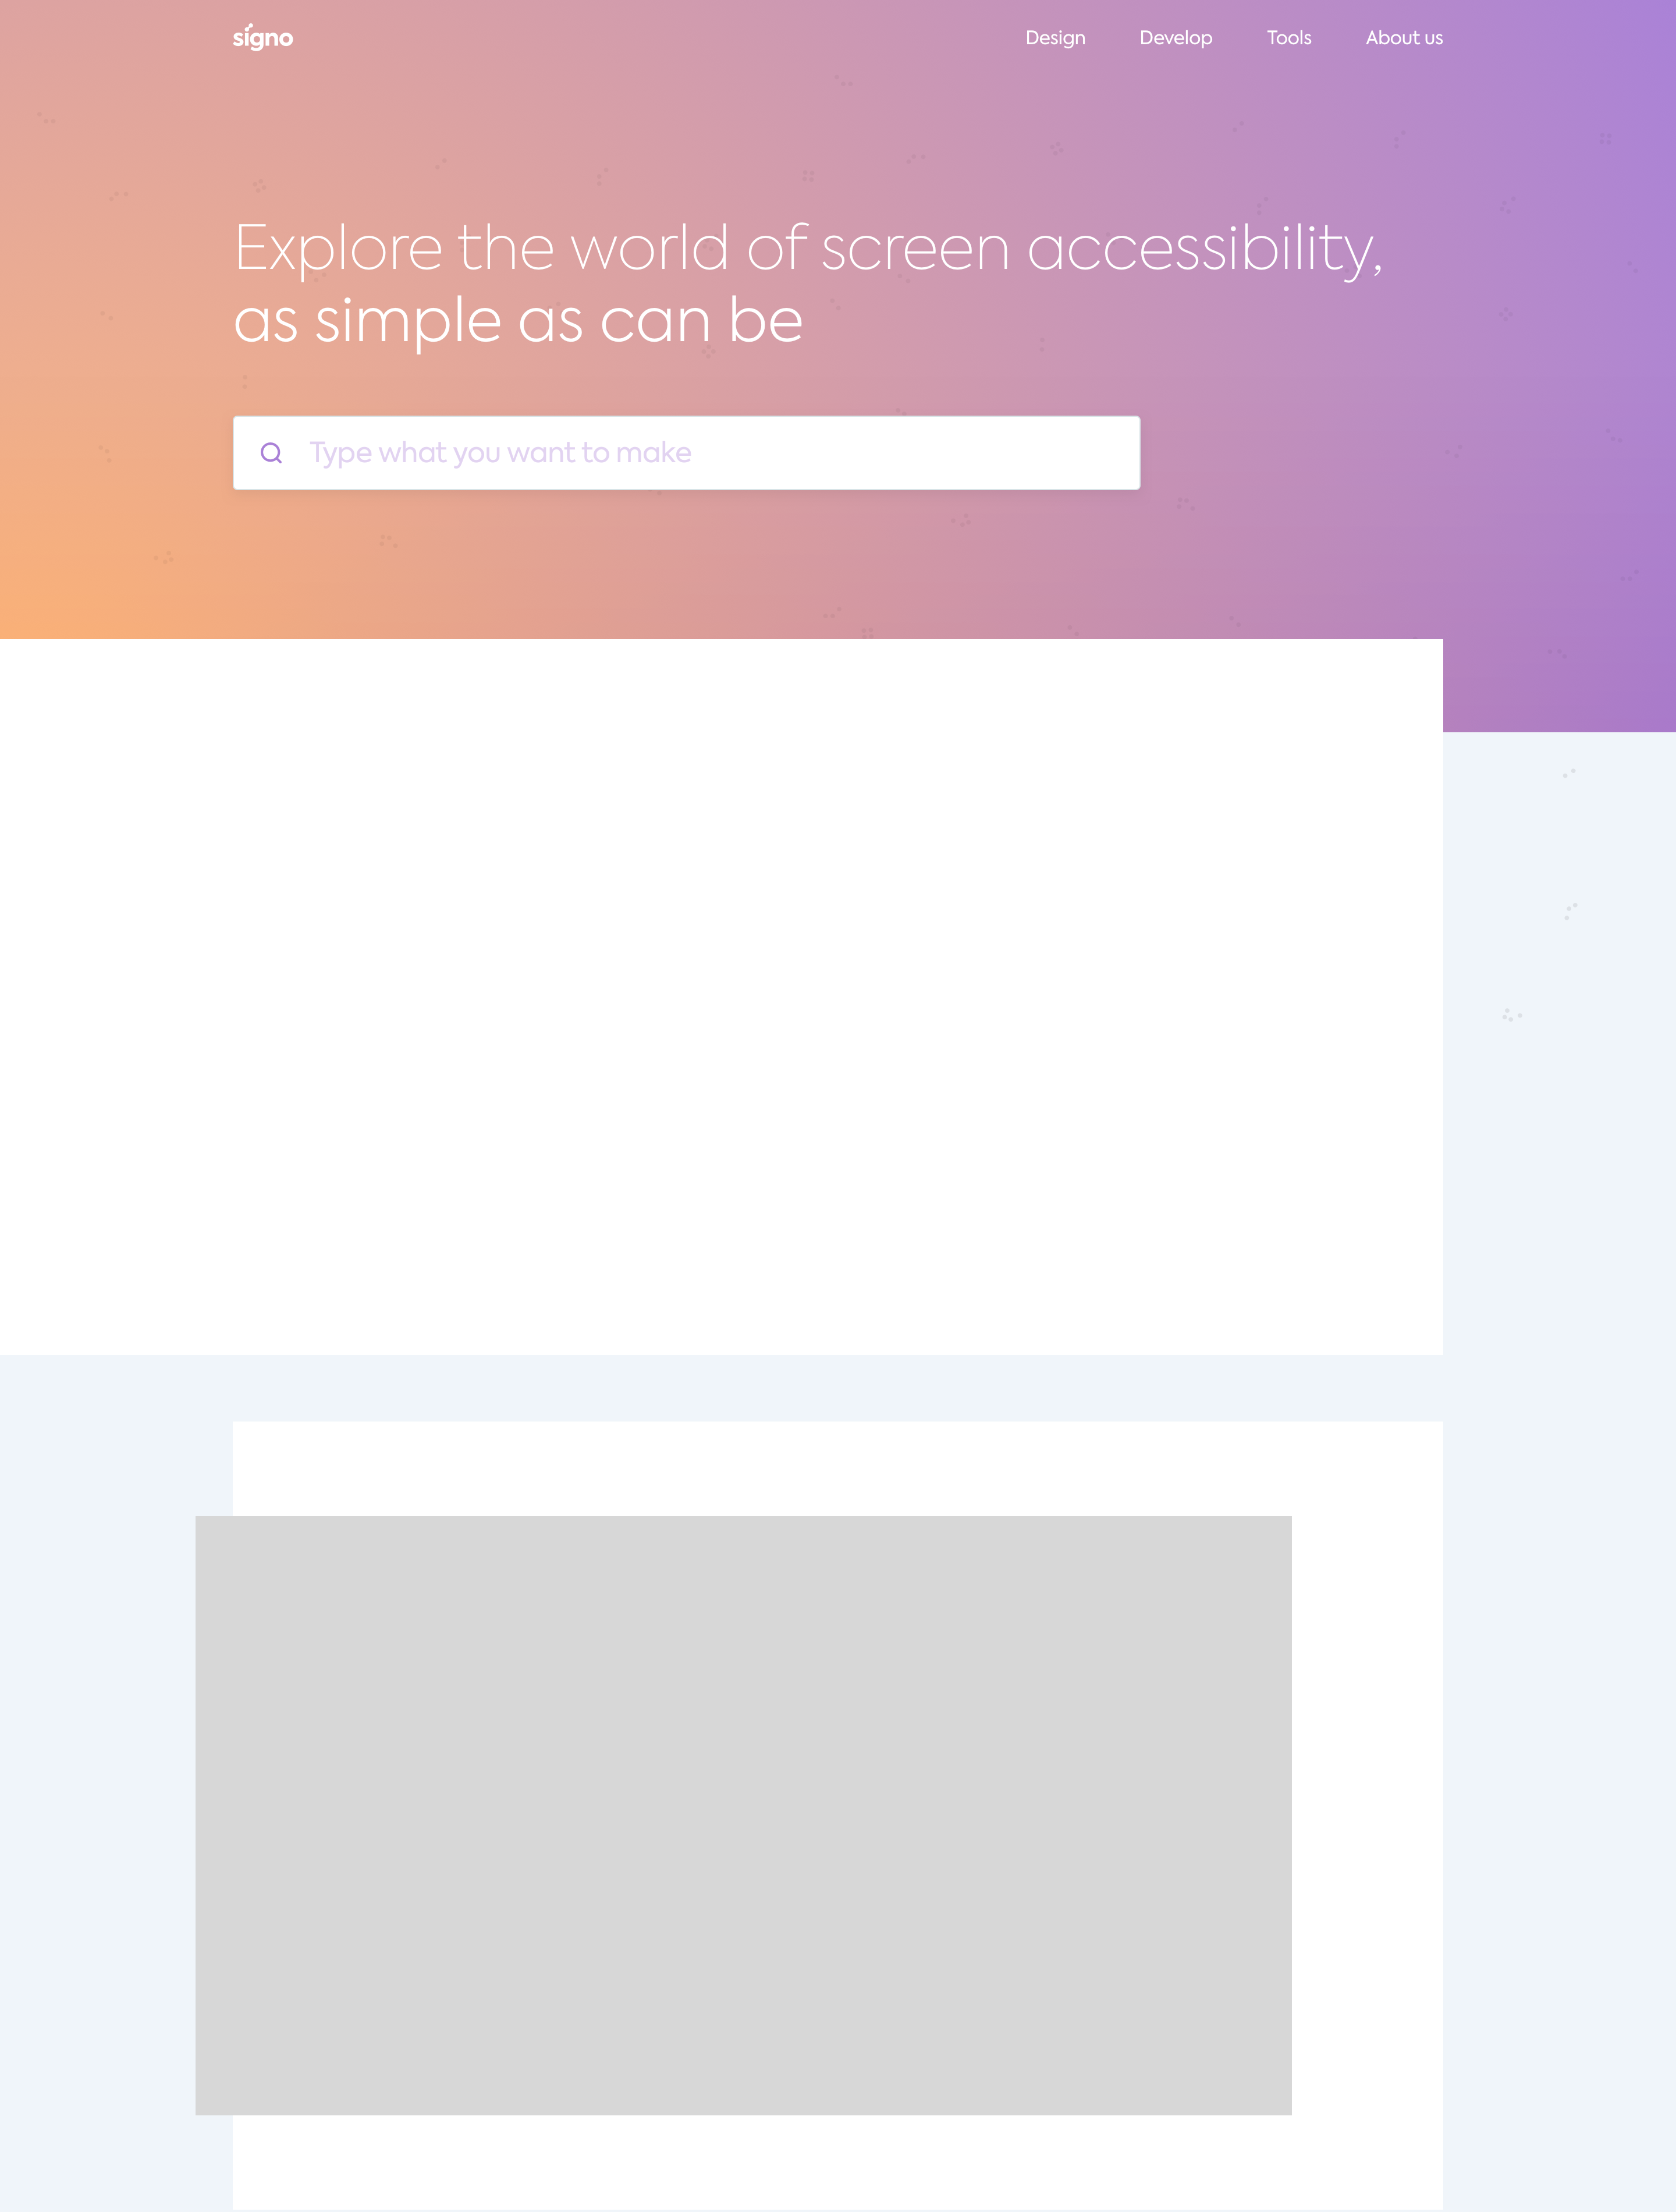 signo
Design Develop Tools About us
Explore the world of screen accessibility,
as simple as can be
Type what you want to make